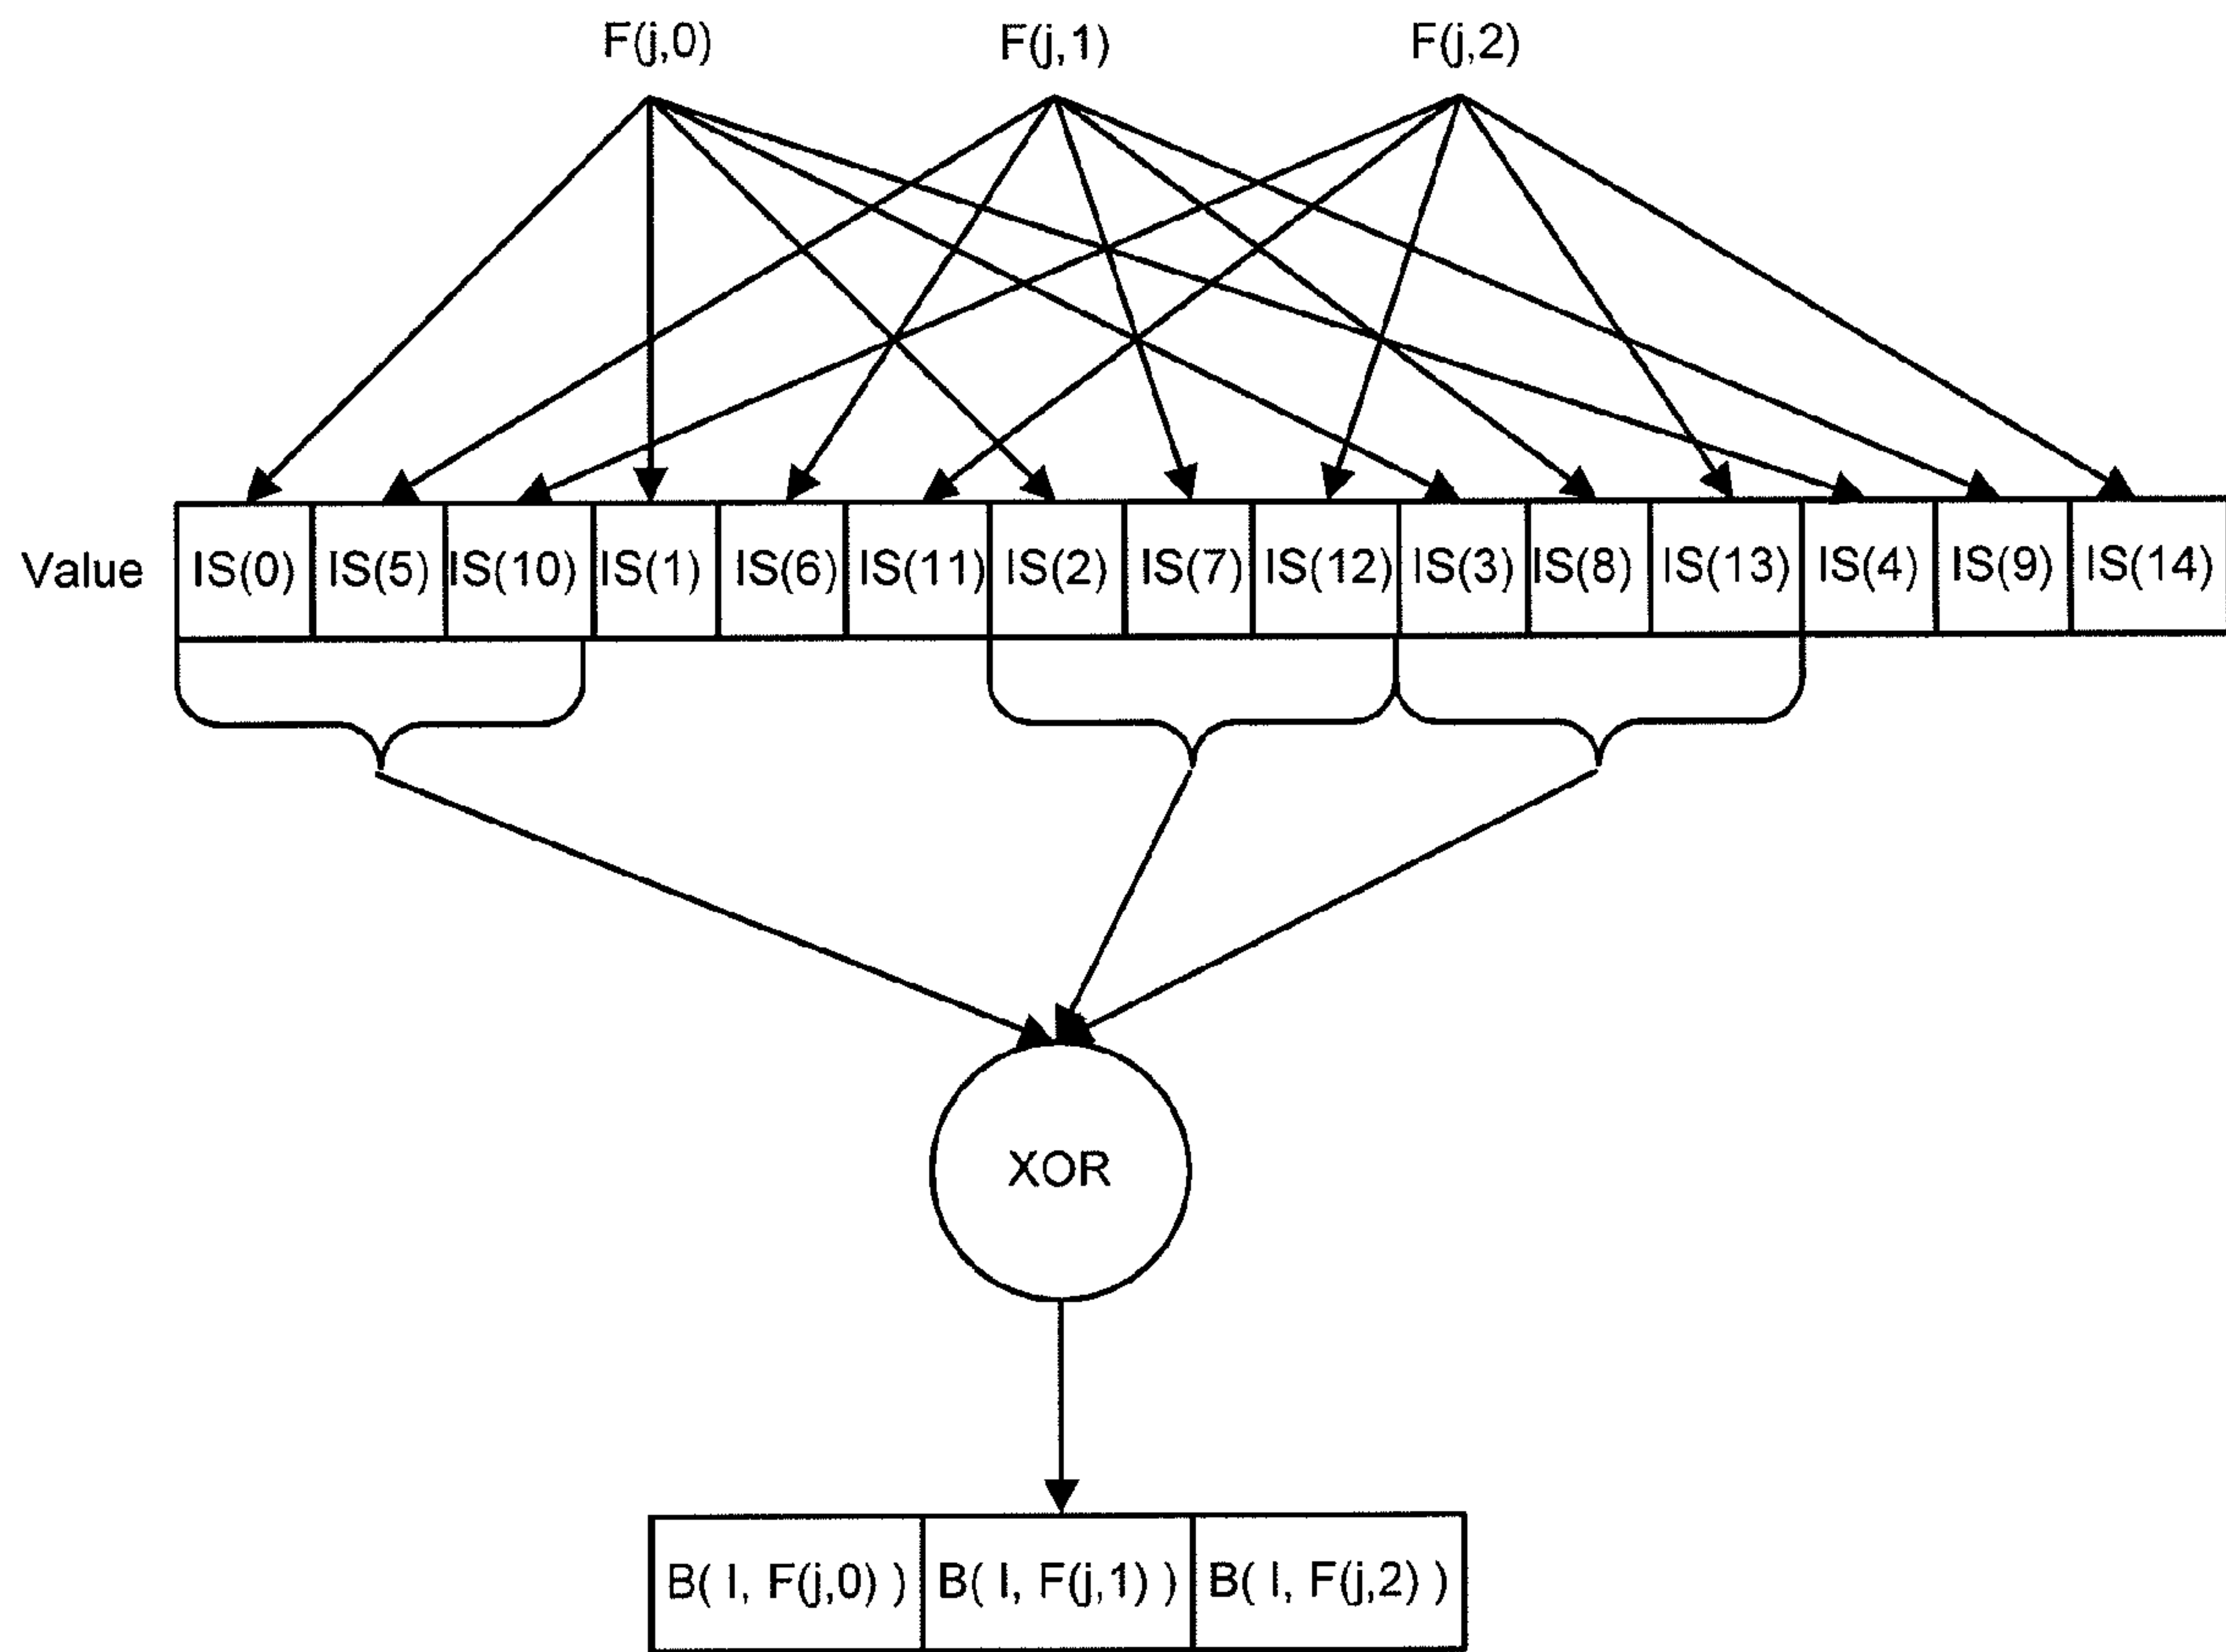 F(j,0) F(j,1) F(j,2)
Value IS(0) IS(5) IS(10) IS(1) IS(6) IS(11) IS(2) IS(7) IS(12) IS(3) IS(8) IS(13) IS(4) IS(9) IS(14)
XOR
B( I, F(j,0) ) B( I, F(j,1) ) B( I, F(j,2) )